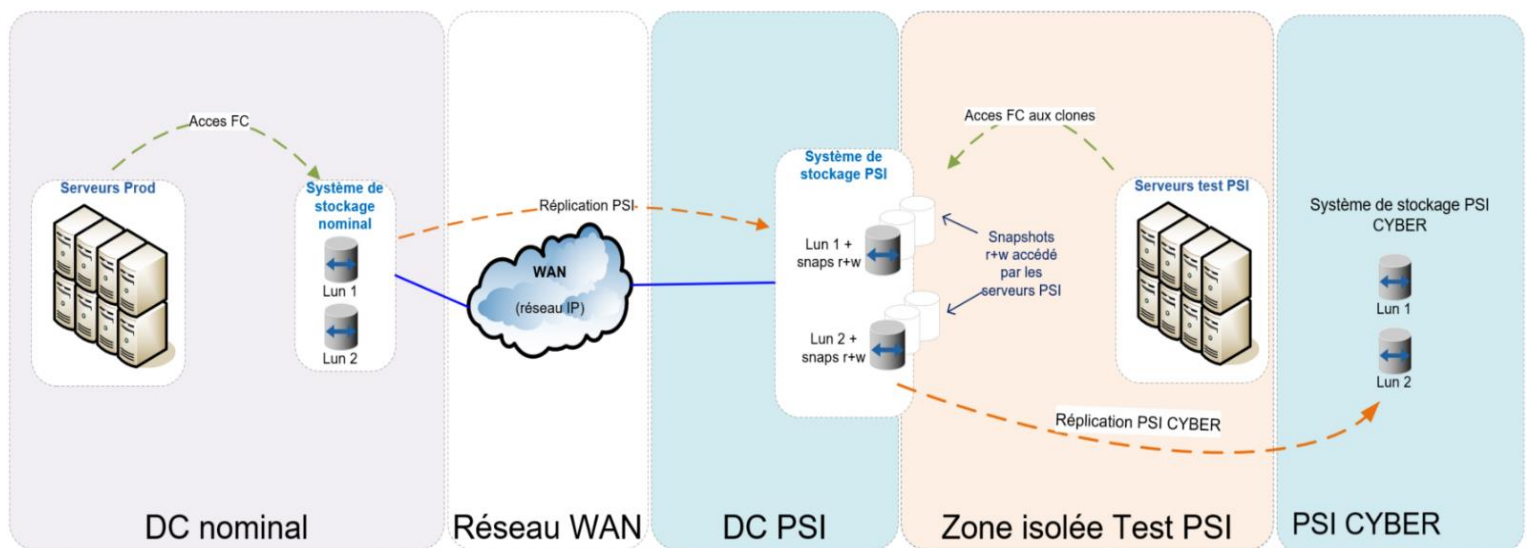 Acces FC
Serveurs Prod
Système de
stockage
nominal
Lun 1
Lun 2
Réplication PSI
WAN
(réseau IP)
Système de
stockage PSI
Lun 1 +
snaps r+w
Lun 2 +
snaps r+w
Acces FC aux clones
Snapshots
r+w accédé
par les
serveurs PSI
Serveurs test PSI
Réplication PSI CYBER
Système de stockage PSI
CYBER
Lun 1
Lun 2
DC nominal
Réseau WAN
DC PSI
Zone isolée Test PSI
PSI CYBER